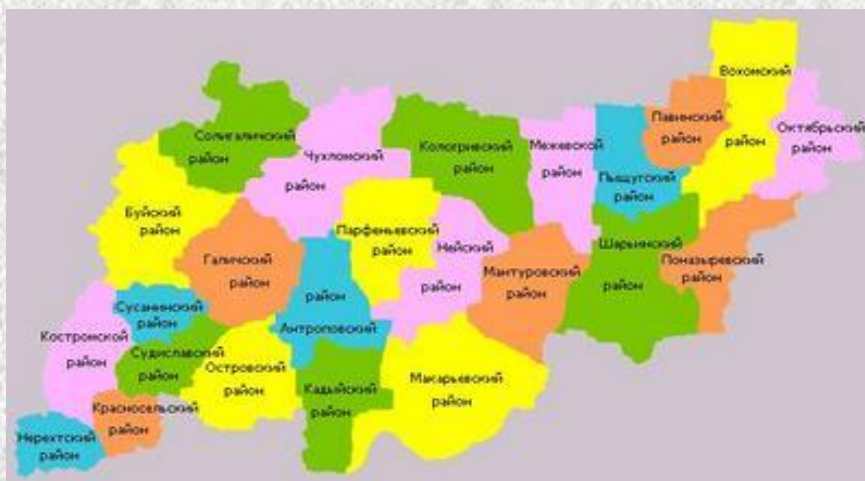 Вохомский
район
Павинский
район
Октябрьский
район
Солигаличский
район
Чухломский
район
Кологривский
район
Межевской
район
Пыщугский
район
Буйский
район
Парфеньевский
район
Нейский
район
Шарьинский
район
Поназыревский
район
Галичский
район
Мантуровский
район
район
Антроповский
Сусанинский
район
Костромской
район
Судиславский
район
Островский
район
Кадыйский
район
Макарьевский
район
Красносельский
район
Нерехтский
район